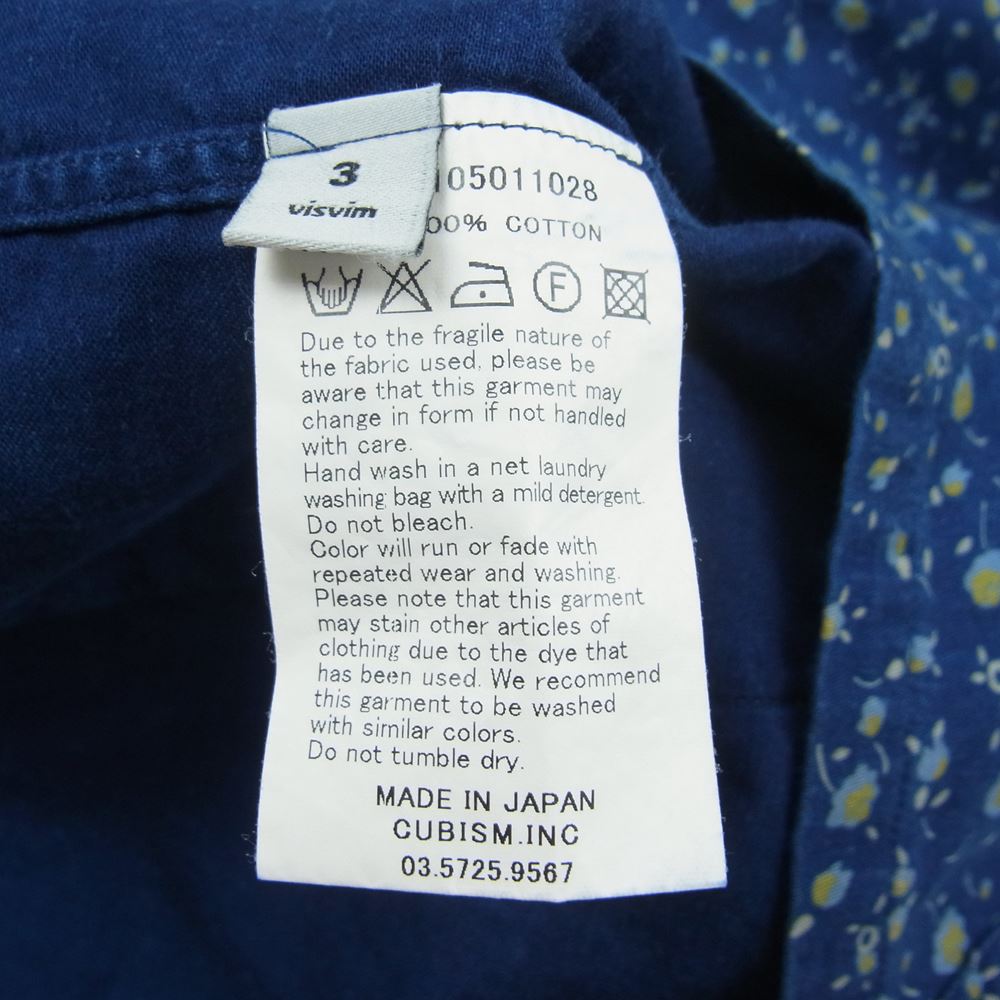 3
visvim
105011028
00% COTTON
F
Due to the fragile nature of
the fabric used, please be
aware that this garment may
change in form if not handled
with care.
Hand wash in a net laundry
washing bag with a mild detergent.
Do not bleach.
Color will run or fade with
repeated wear and washing.
Please note that this garment
may stain other articles of
clothing due to the dye that
has been used. We recommend
this garment to be washed
with similar colors.
Do not tumble dry.
MADE IN JAPAN
CUBISM.INC
03.5725.9567